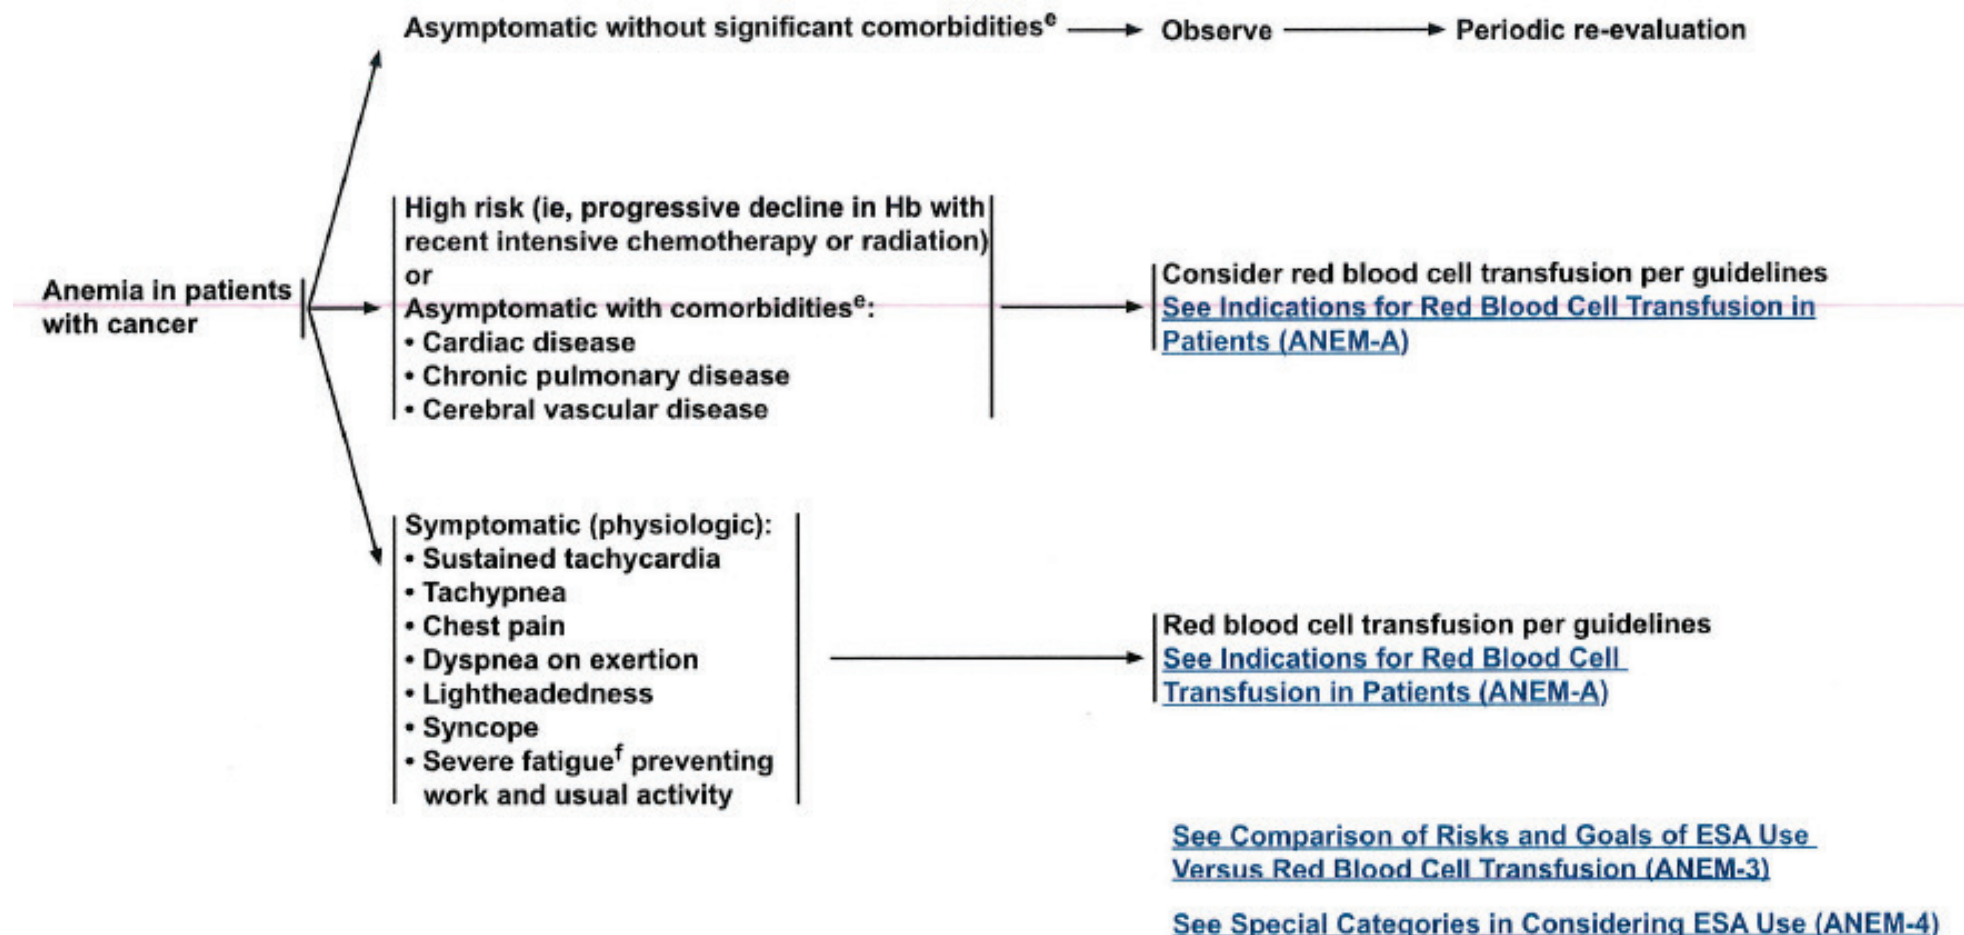 Asymptomatic without significant comorbiditiesᵉ
Observe
Periodic re-evaluation
Anemia in patients
with cancer
High risk (ie, progressive decline in Hb with
recent intensive chemotherapy or radiation)
or
Asymptomatic with comorbiditiesᵉ:
• Cardiac disease
• Chronic pulmonary disease
• Cerebral vascular disease
Consider red blood cell transfusion per guidelines
See Indications for Red Blood Cell Transfusion in
Patients (ANEM-A)
Symptomatic (physiologic):
• Sustained tachycardia
• Tachypnea
• Chest pain
• Dyspnea on exertion
• Lightheadedness
• Syncope
• Severe fatigueᶠ preventing
work and usual activity
Red blood cell transfusion per guidelines
See Indications for Red Blood Cell
Transfusion in Patients (ANEM-A)
See Comparison of Risks and Goals of ESA Use
Versus Red Blood Cell Transfusion (ANEM-3)
See Special Categories in Considering ESA Use (ANEM-4)